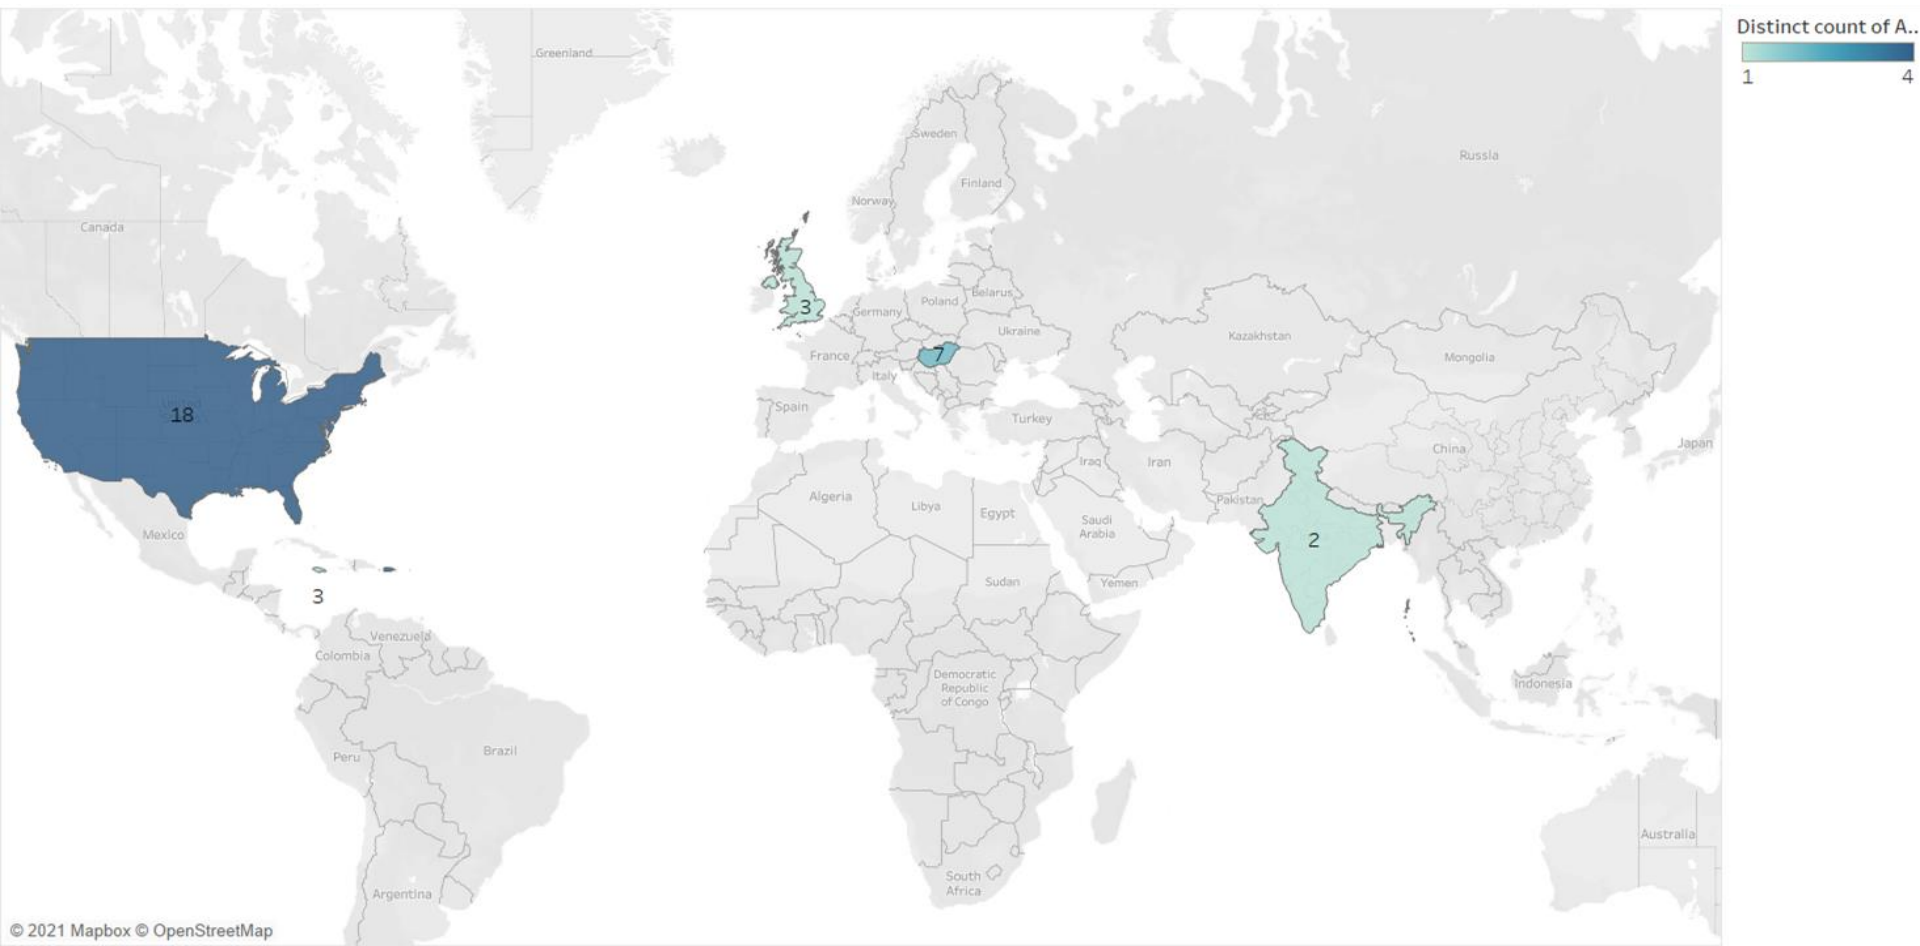 Distinct count of A..
1
4
Greenland
Sweden
Russia
Finland
Norway
Canada
Poland
Belarus
3
Germany
Ukraine
Kazakhstan
France
7
Mongolia
Italy
United
18
Spain
Turkey
China
Japan
Iraq
Iran
Algeria
Libya
Egypt
Pakistan
Saudi
Arabia
Mexico
2
Sudan
Yemen
3
Venezuela
Colombia
Democratic
Republic
of Congo
Indonesia
Brazil
Peru
Australia
South
Africa
Argentina
© 2021 Mapbox © OpenStreetMap